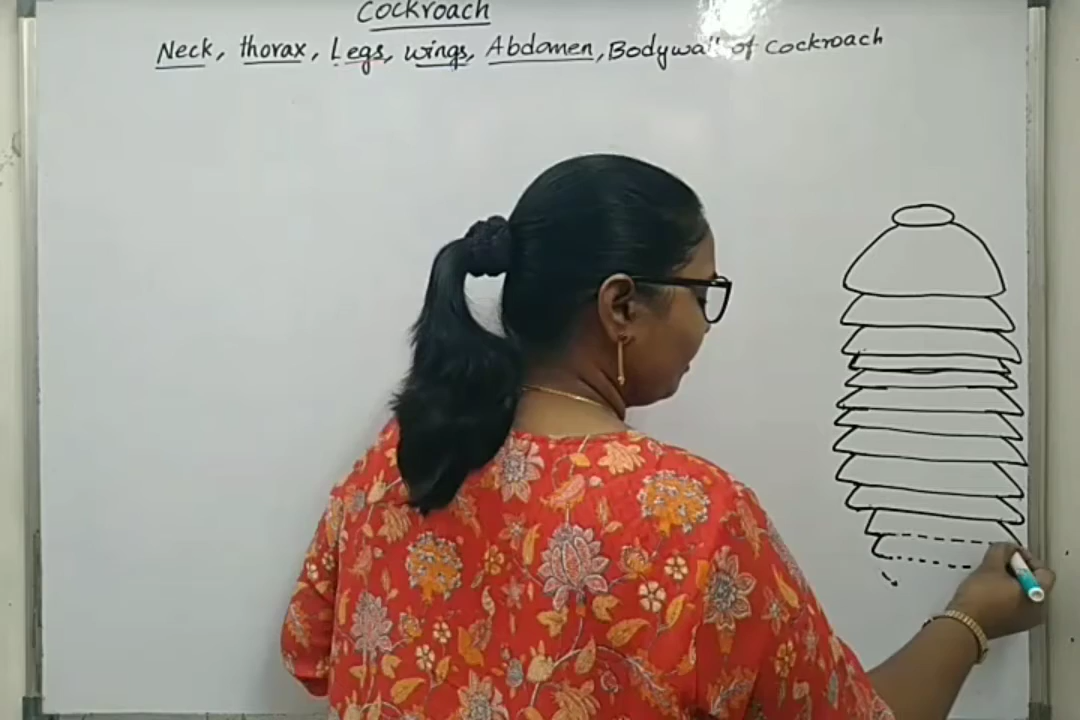 Cockroach
Neck, thorax, Legs, wings, Abdomen, Bodywall of cockroach